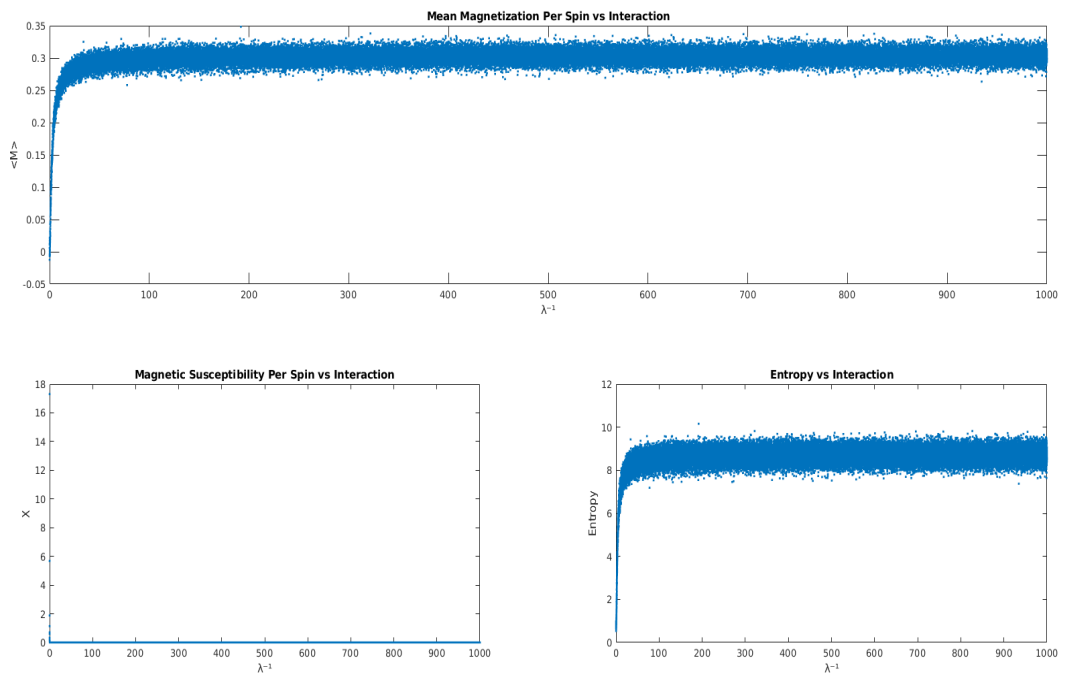 Mean Magnetization Per Spin vs Interaction
0.35
0.3
0.25
0.2
0.15
0.1
0.05
0
-0.05
<M>
0 100 200 300 400 500 600 700 800 900 1000
λ⁻¹
Magnetic Susceptibility Per Spin vs Interaction
18
16
14
12
10
8
6
4
2
0
X
0 100 200 300 400 500 600 700 800 900 1000
λ⁻¹
Entropy vs Interaction
12
10
8
6
4
2
0
Entropy
0 100 200 300 400 500 600 700 800 900 1000
λ⁻¹